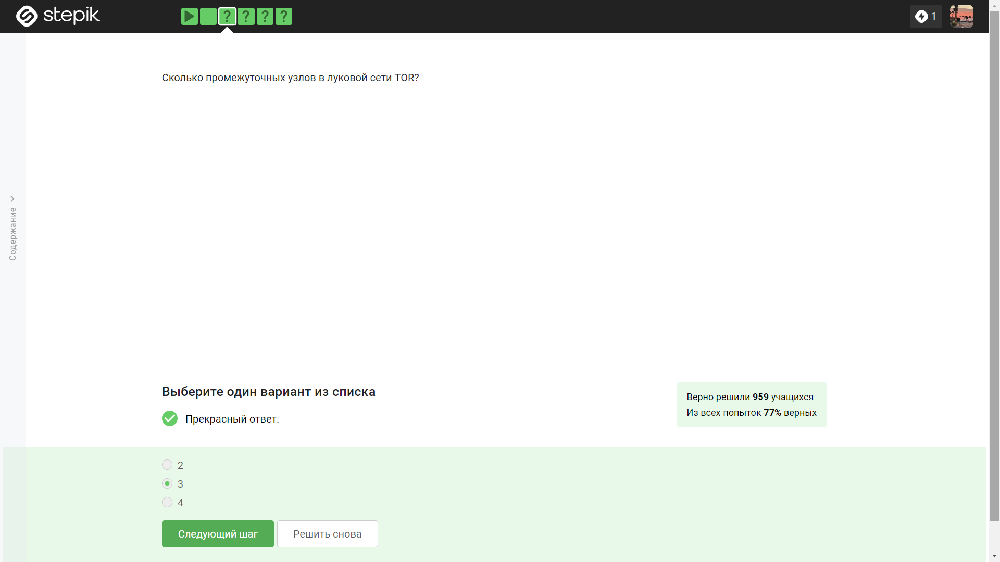 stepik
? ? ? ?
1
Сколько промежуточных узлов в луковой сети TOR?
Содержание
Выберите один вариант из списка
Прекрасный ответ.
Верно решили 959 учащихся
Из всех попыток 77% верных
2
3
4
Следующий шаг
Решить снова